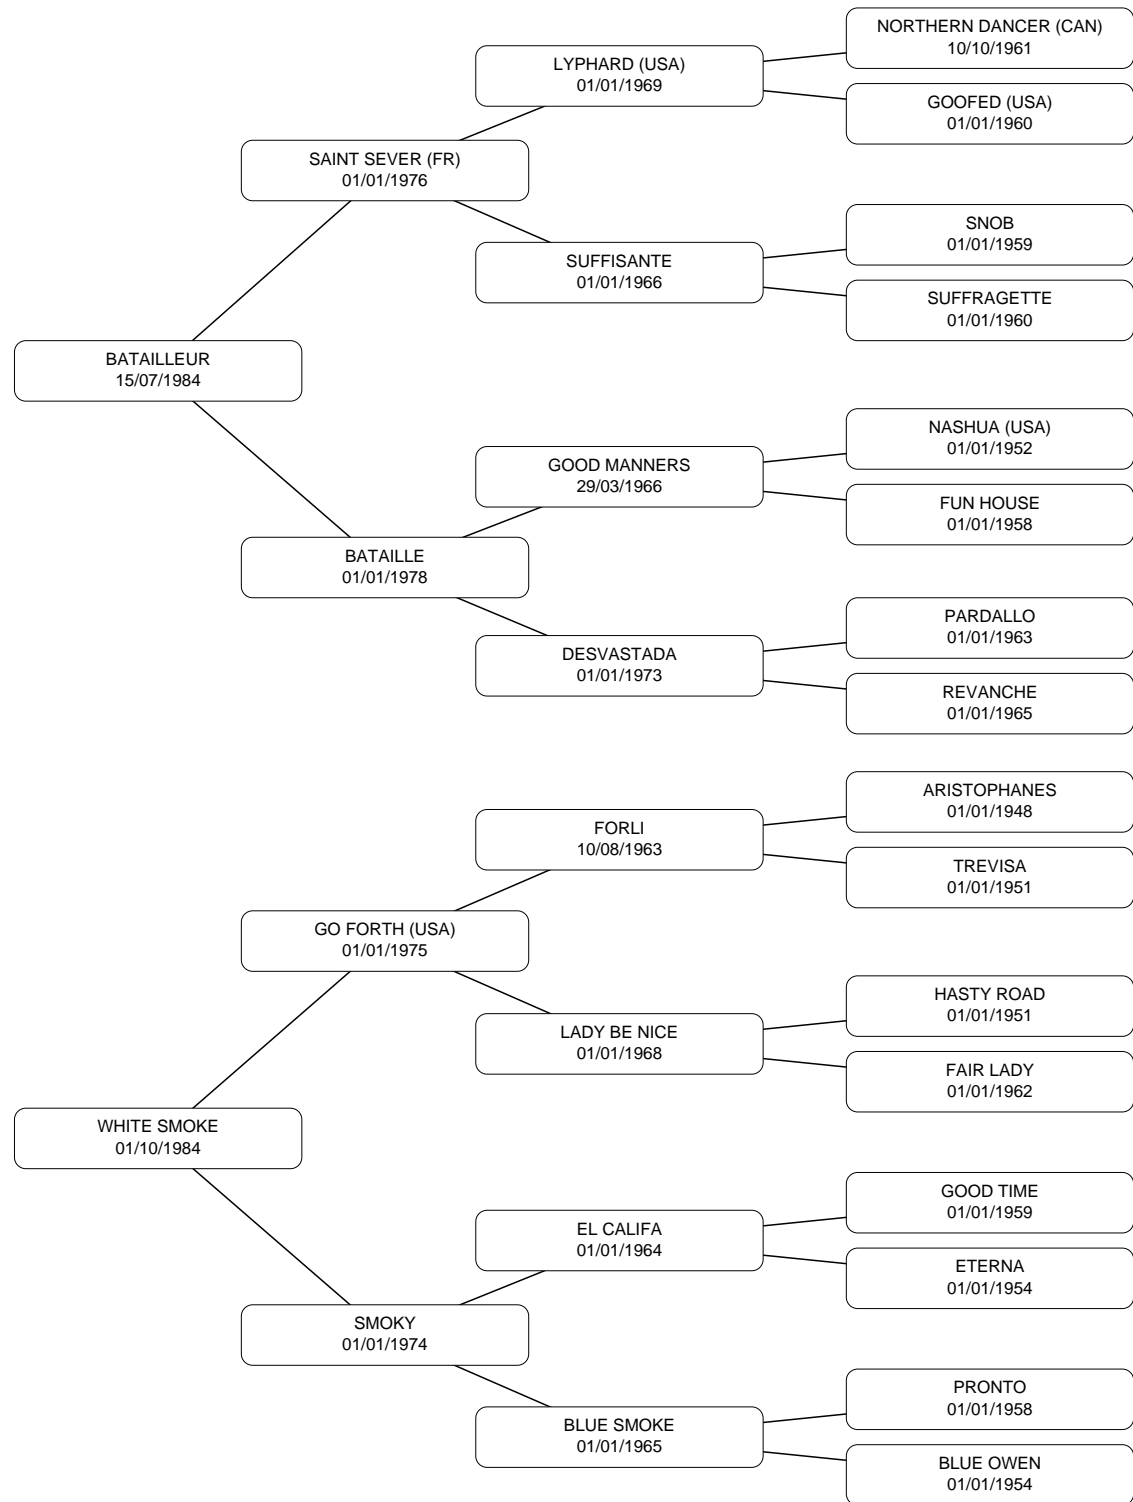 NORTHERN DANCER (CAN)
10/10/1961
LYPHARD (USA)
01/01/1969
GOOFED (USA)
01/01/1960
SAINT SEVER (FR)
01/01/1976
SNOB
01/01/1959
SUFFISANTE
01/01/1966
SUFFRAGETTE
01/01/1960
BATAILLEUR
15/07/1984
NASHUA (USA)
01/01/1952
GOOD MANNERS
29/03/1966
FUN HOUSE
01/01/1958
BATAILLE
01/01/1978
PARDALLO
01/01/1963
DESVASTADA
01/01/1973
REVANCHE
01/01/1965
ARISTOPHANES
01/01/1948
FORLI
10/08/1963
TREVISA
01/01/1951
GO FORTH (USA)
01/01/1975
HASTY ROAD
01/01/1951
LADY BE NICE
01/01/1968
FAIR LADY
01/01/1962
WHITE SMOKE
01/10/1984
GOOD TIME
01/01/1959
EL CALIFA
01/01/1964
ETERNA
01/01/1954
SMOKY
01/01/1974
PRONTO
01/01/1958
BLUE SMOKE
01/01/1965
BLUE OWEN
01/01/1954